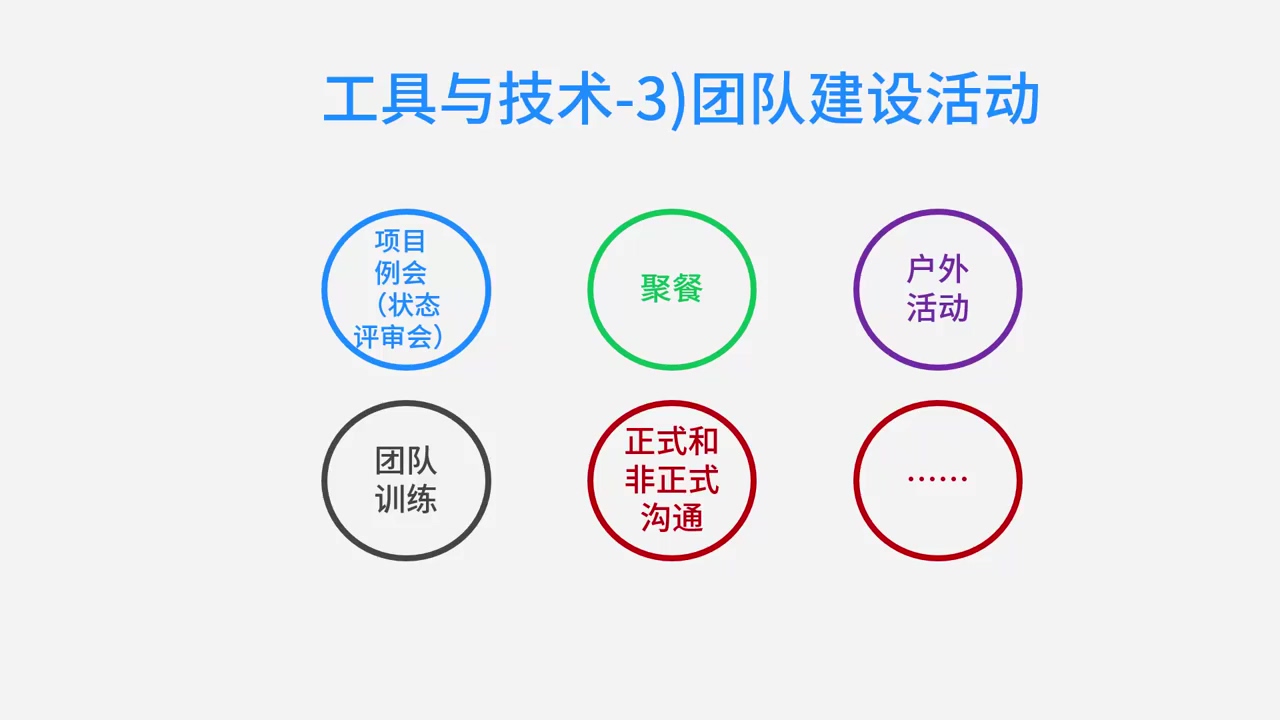 工具与技术-3)团队建设活动
项目
例会
（状态
评审会）
聚餐
户外
活动
团队
训练
正式和
非正式
沟通
……